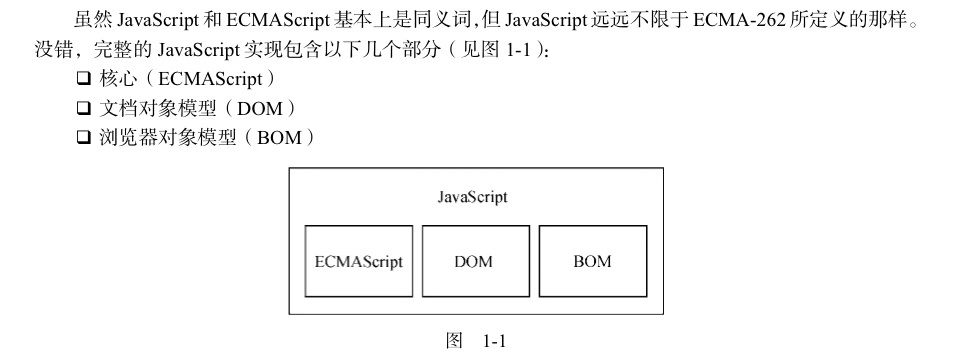 虽然 JavaScript 和 ECMAScript 基本上是同义词,但 JavaScript 远远不限于 ECMA-262 所定义的那样。
没错，完整的 JavaScript 实现包含以下几个部分（见图 1-1）：
❑ 核心（ECMAScript）
❑ 文档对象模型（DOM）
❑ 浏览器对象模型（BOM）
JavaScript
ECMAScript DOM BOM
图 1-1